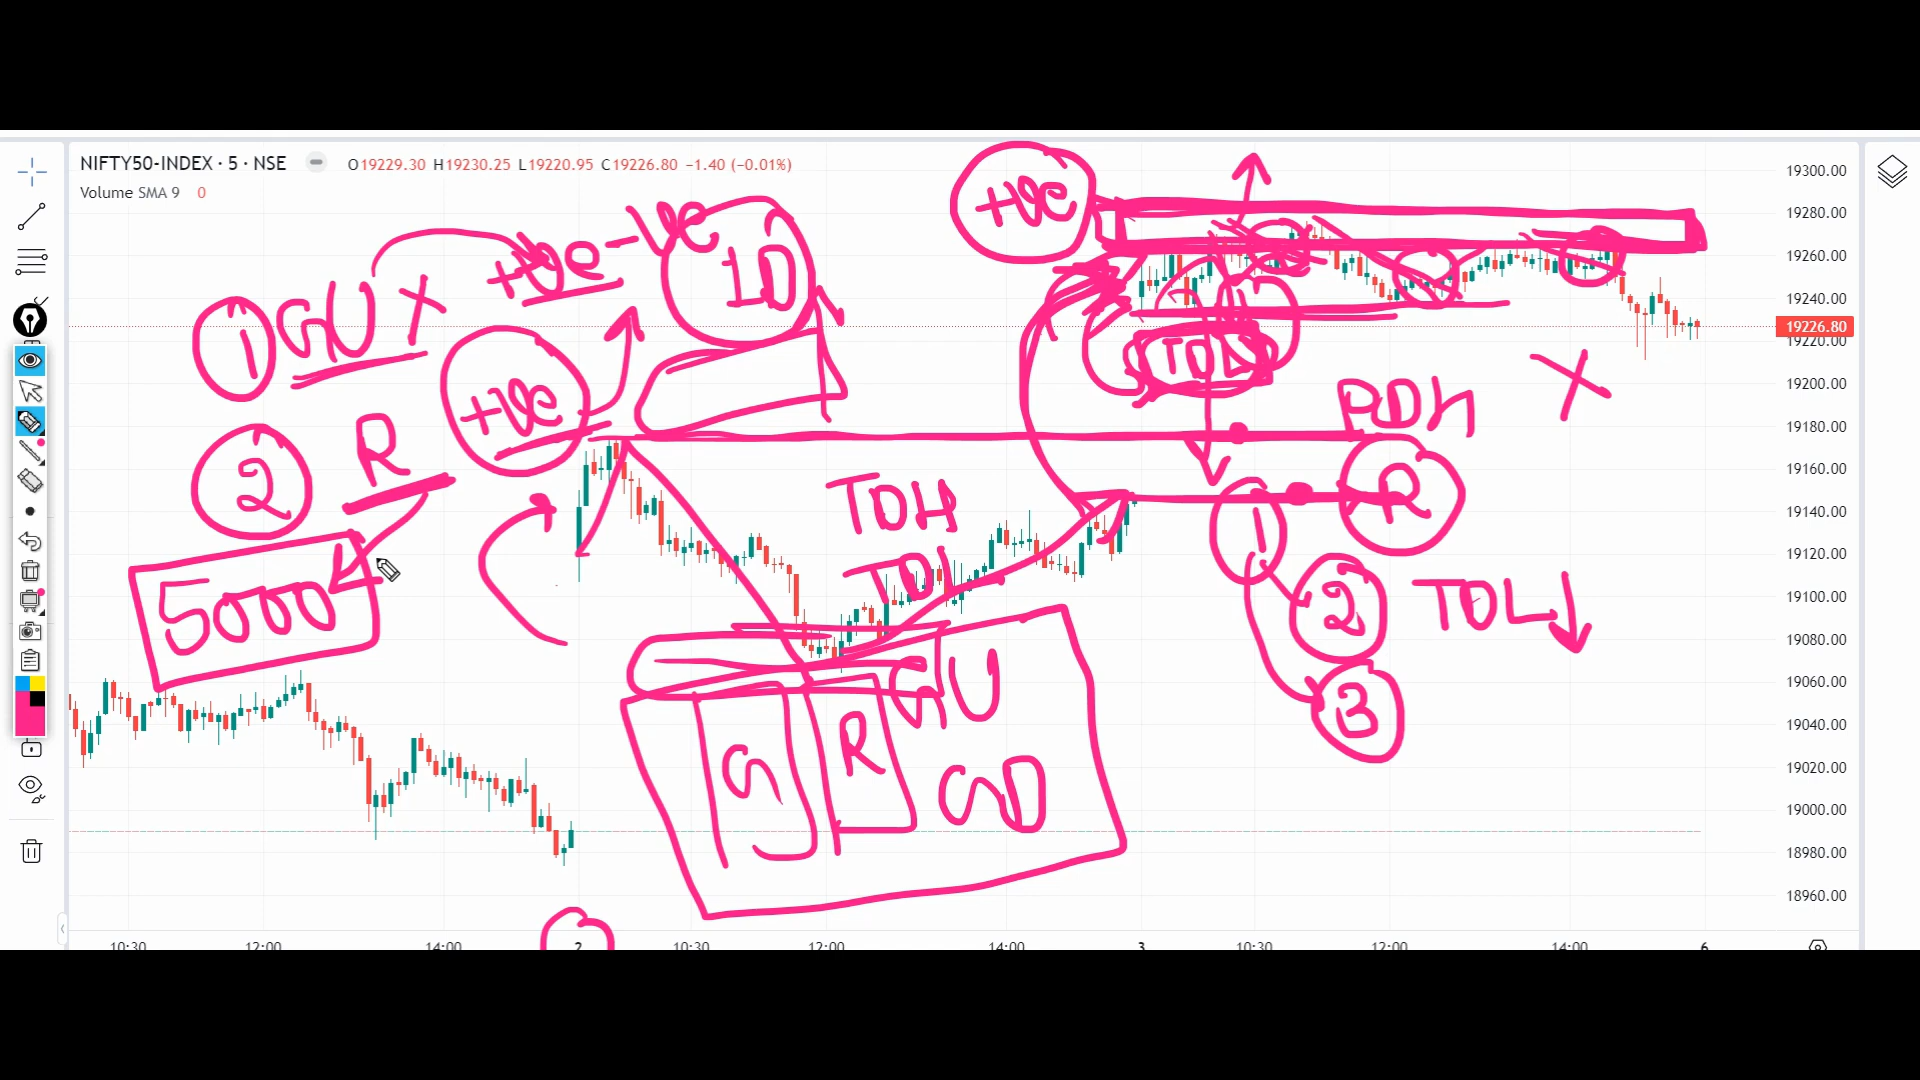 NIFTY50-INDEX · 5 · NSE O19229.30 H19230.25 L19220.95 C19226.80 −1.40 (−0.01%)
Volume SMA 9 0
19300.00
19280.00
19260.00
19240.00
19226.80
19220.00
19200.00
19180.00
19160.00
19140.00
19120.00
19100.00
19080.00
19060.00
19040.00
19020.00
19000.00
18980.00
18960.00
1 GU X +Ve -Ve 1D
+Ve
2 R +Ve
5000
TOH
TOL
PDH X
R
1
2 TOL
3
GU
G R GD
10:30 12:00 14:00 2 10:30 12:00 14:00 3 10:30 12:00 14:00 6